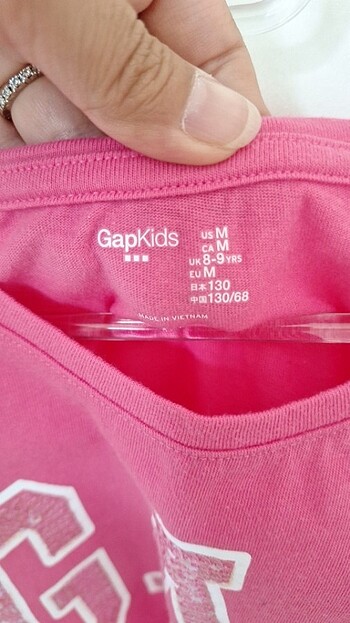 GapKids
US M
CA M
UK 8-9 YRS
EU M
日本 130
中国 130/68
MADE IN VIETNAM
G